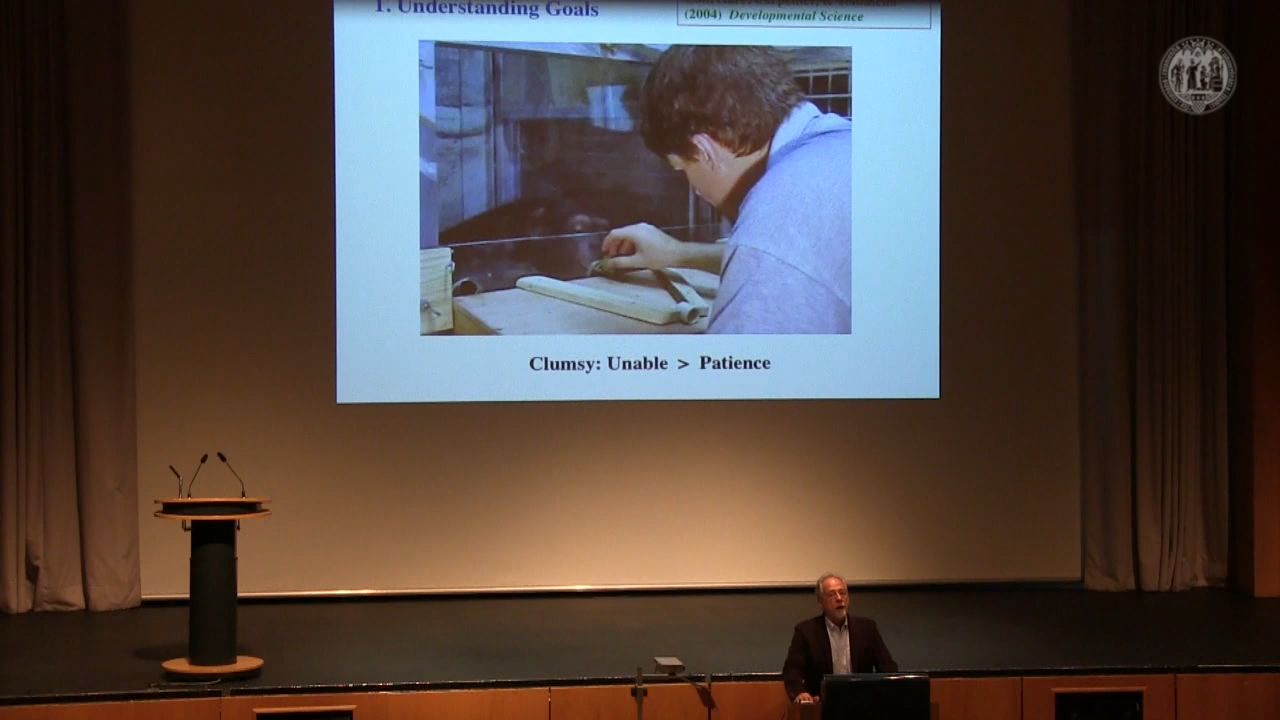 1. Understanding Goals
(2004) Developmental Science
Clumsy: Unable > Patience